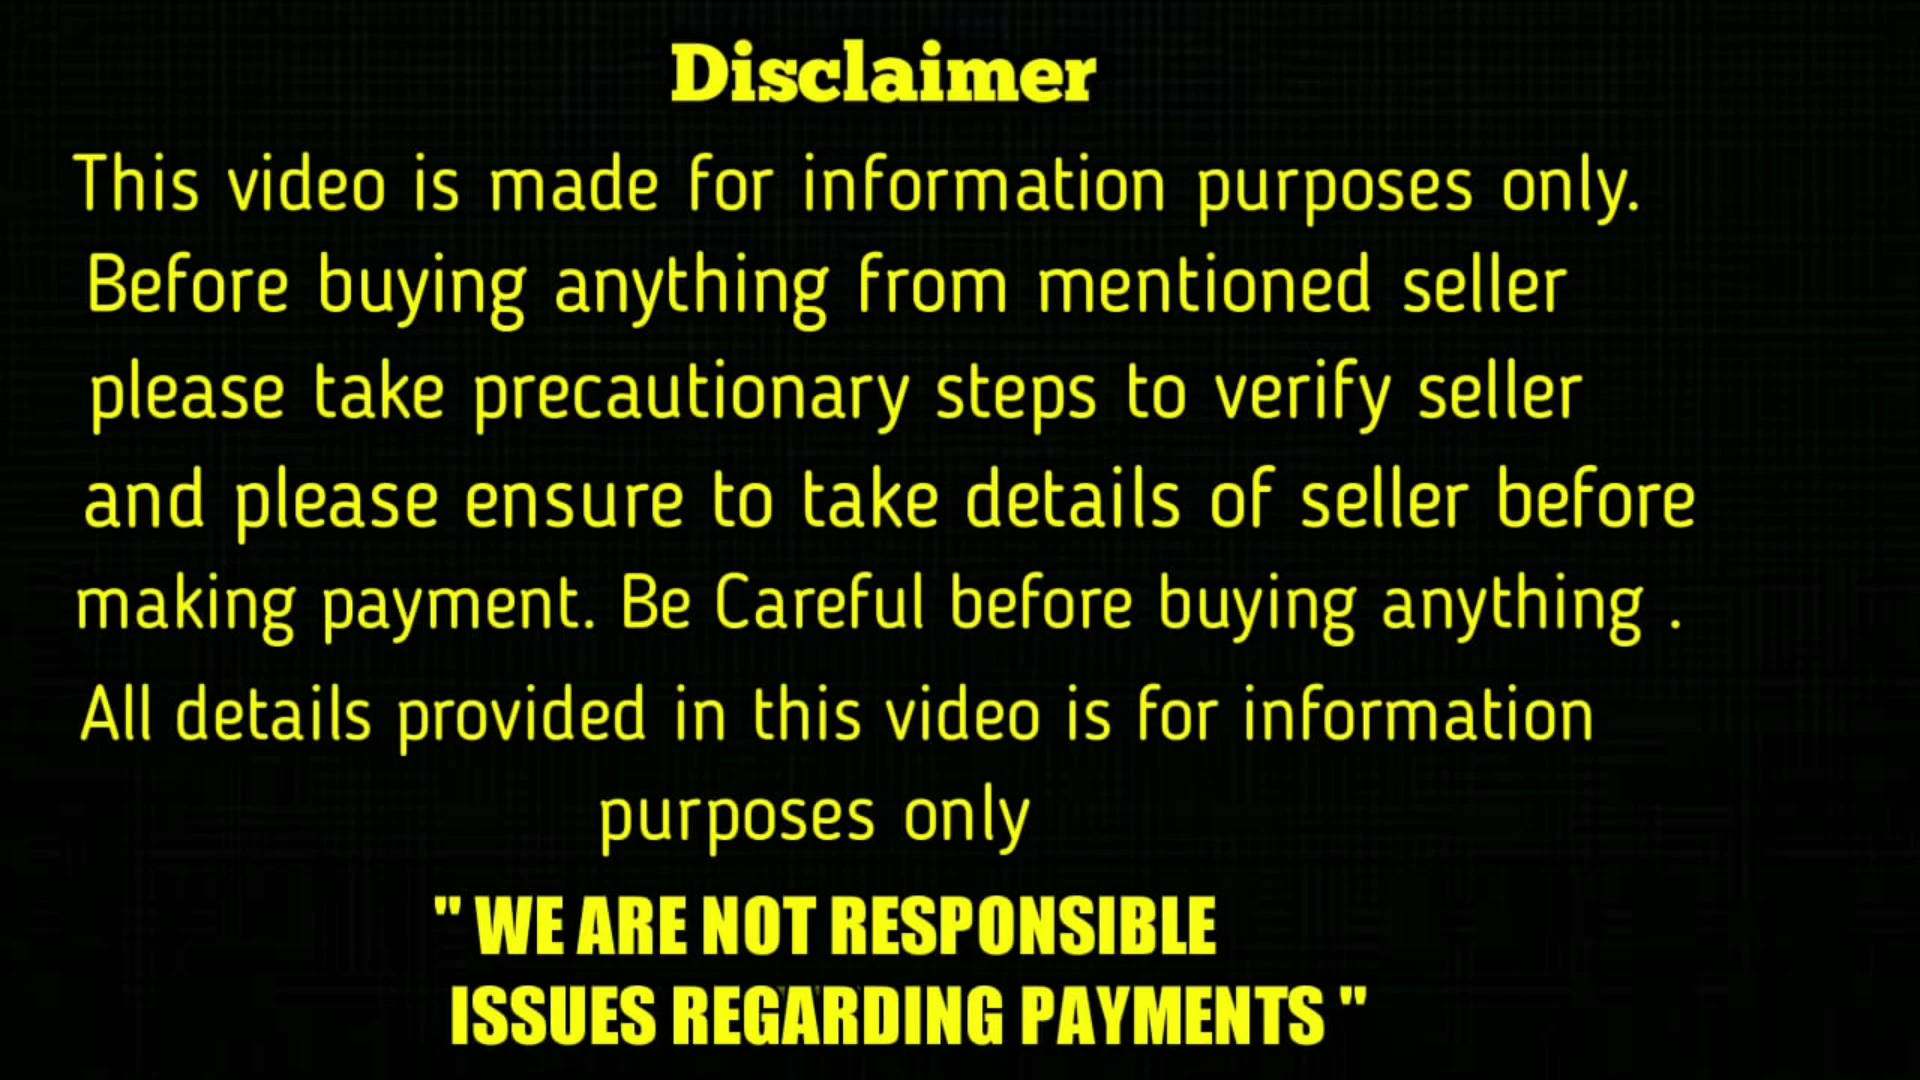 Disclaimer
This video is made for information purposes only.
Before buying anything from mentioned seller
please take precautionary steps to verify seller
and please ensure to take details of seller before
making payment. Be Careful before buying anything .
All details provided in this video is for information
purposes only
" WE ARE NOT RESPONSIBLE
ISSUES REGARDING PAYMENTS "